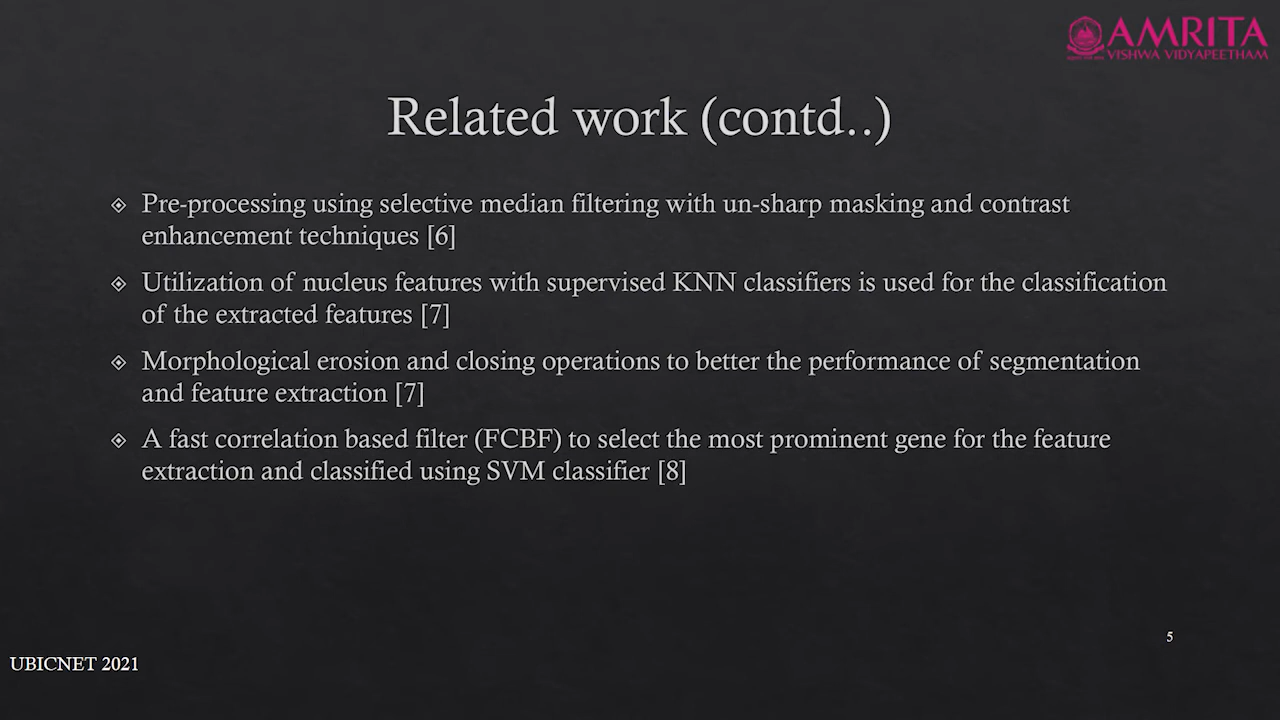 AMRITA
VISHWA VIDYAPEETHAM
Related work (contd..)
Pre-processing using selective median filtering with un-sharp masking and contrast
enhancement techniques [6]
Utilization of nucleus features with supervised KNN classifiers is used for the classification
of the extracted features [7]
Morphological erosion and closing operations to better the performance of segmentation
and feature extraction [7]
A fast correlation based filter (FCBF) to select the most prominent gene for the feature
extraction and classified using SVM classifier [8]
5
UBICNET 2021